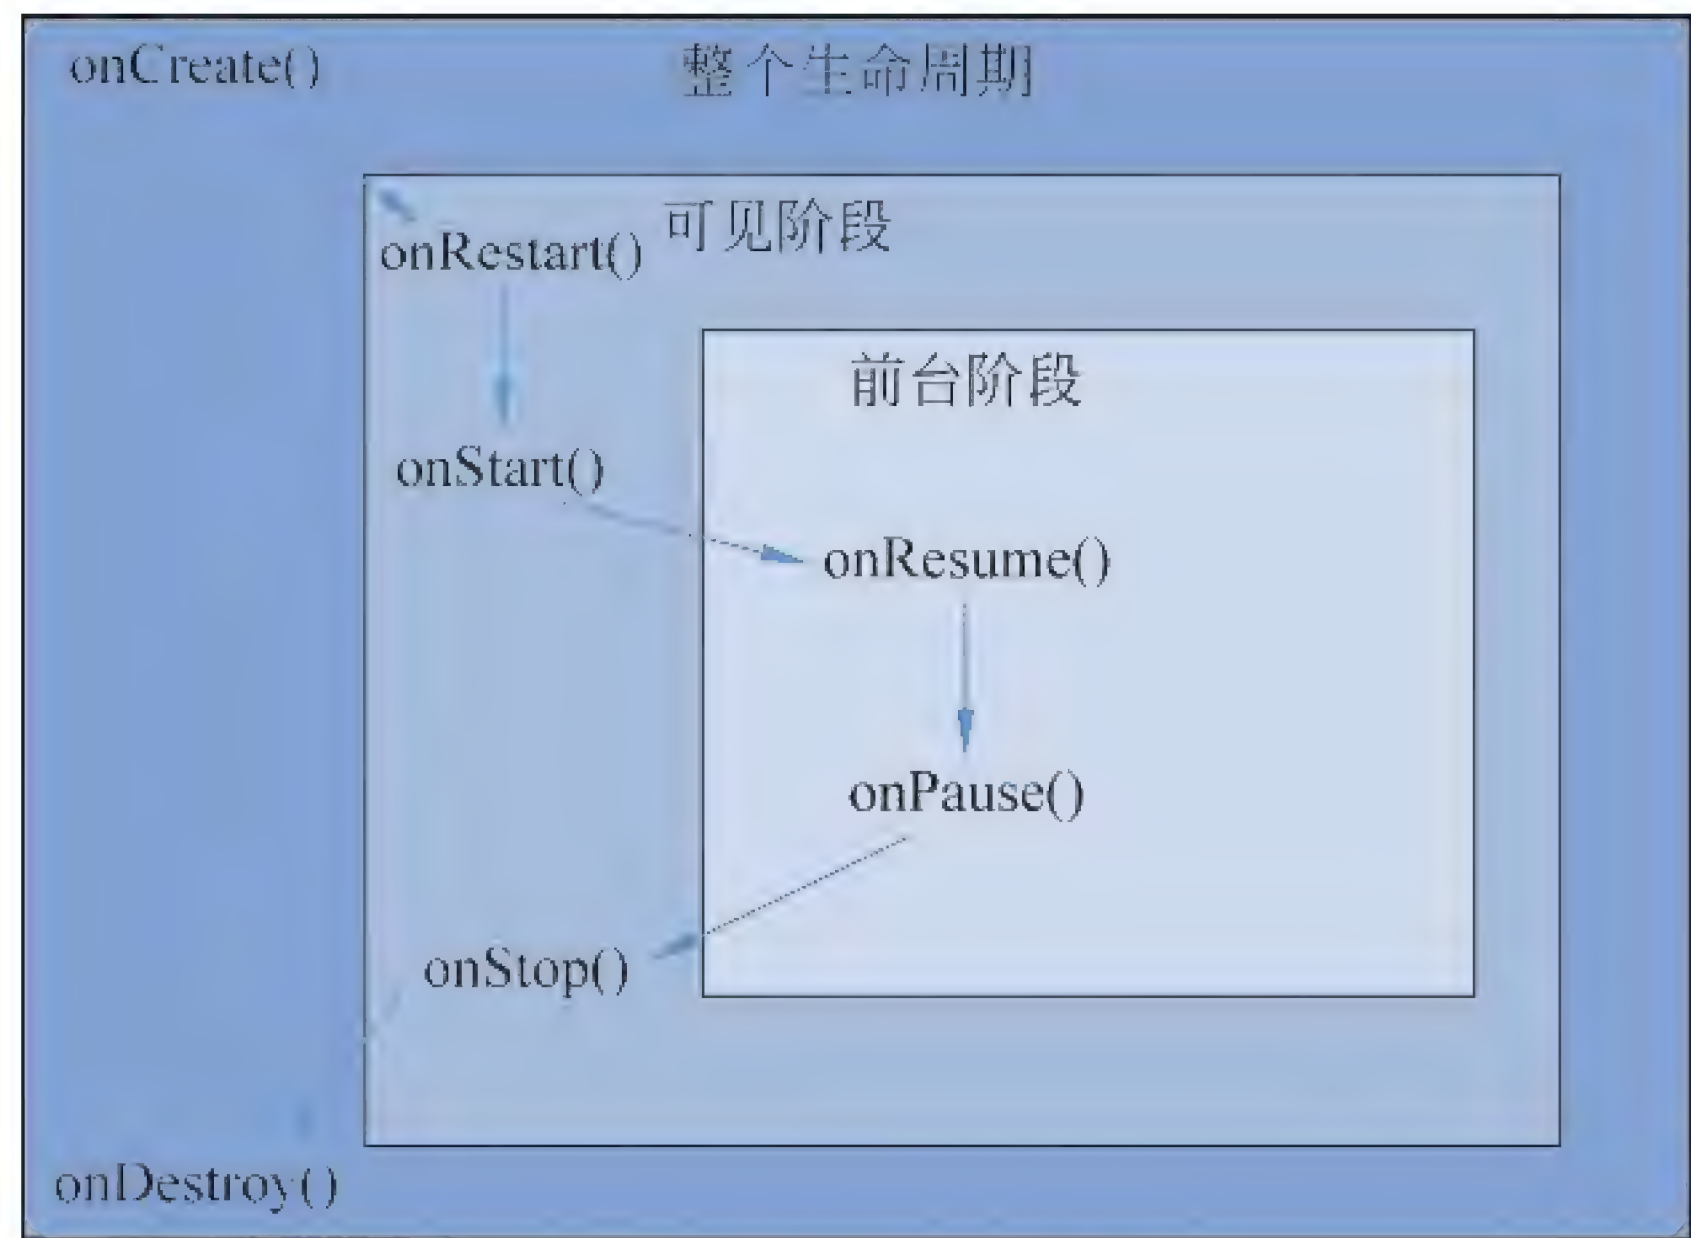 onCreate()
整个生命周期
可见阶段
onRestart()
前台阶段
onStart()
onResume()
onPause()
onStop()
onDestroy()